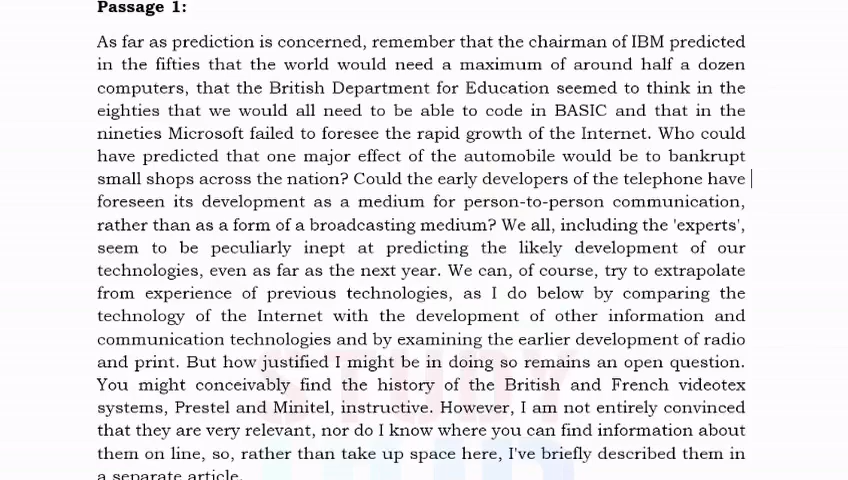 Passage 1:
As far as prediction is concerned, remember that the chairman of IBM predicted
in the fifties that the world would need a maximum of around half a dozen
computers, that the British Department for Education seemed to think in the
eighties that we would all need to be able to code in BASIC and that in the
nineties Microsoft failed to foresee the rapid growth of the Internet. Who could
have predicted that one major effect of the automobile would be to bankrupt
small shops across the nation? Could the early developers of the telephone have
foreseen its development as a medium for person-to-person communication,
rather than as a form of a broadcasting medium? We all, including the 'experts',
seem to be peculiarly inept at predicting the likely development of our
technologies, even as far as the next year. We can, of course, try to extrapolate
from experience of previous technologies, as I do below by comparing the
technology of the Internet with the development of other information and
communication technologies and by examining the earlier development of radio
and print. But how justified I might be in doing so remains an open question.
You might conceivably find the history of the British and French videotex
systems, Prestel and Minitel, instructive. However, I am not entirely convinced
that they are very relevant, nor do I know where you can find information about
them on line, so, rather than take up space here, I've briefly described them in
a separate article.